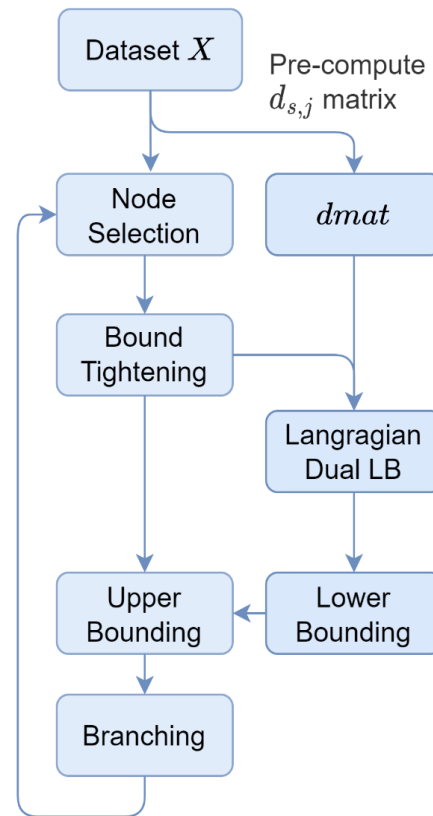 Dataset X
Pre-compute
d_{s,j} matrix
Node
Selection
dmat
Bound
Tightening
Langragian
Dual LB
Upper
Bounding
Lower
Bounding
Branching